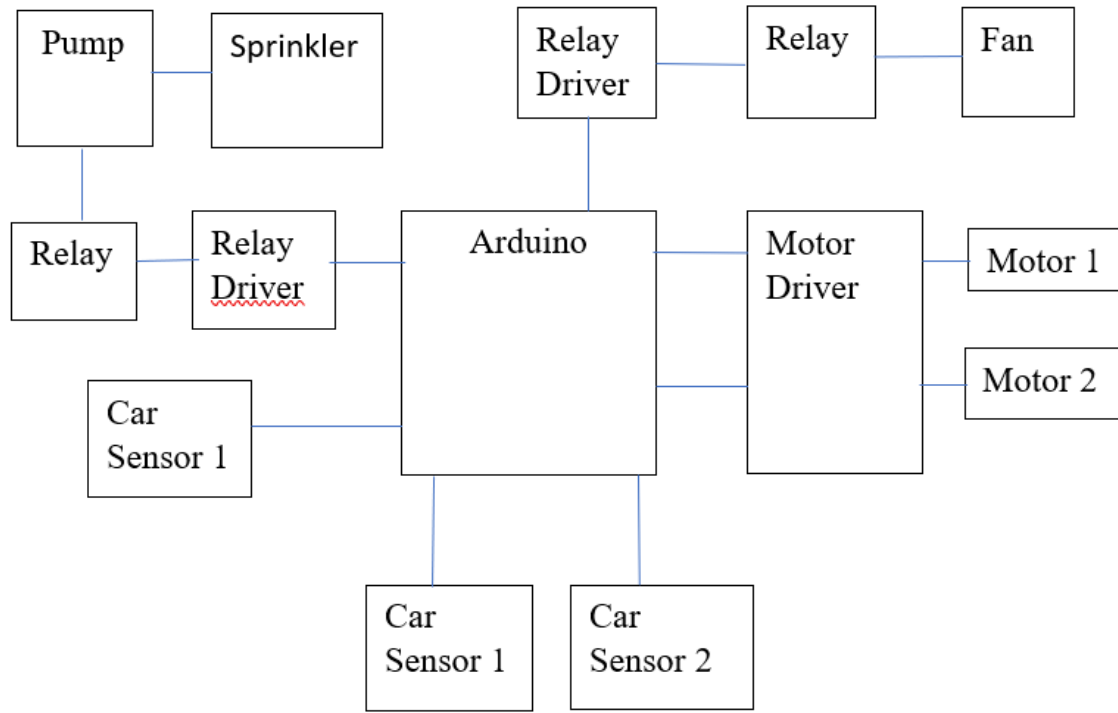 Pump
Sprinkler
Relay
Driver
Relay
Fan
Relay
Relay
Driver
Arduino
Motor
Driver
Motor 1
Motor 2
Car
Sensor 1
Car
Sensor 1
Car
Sensor 2